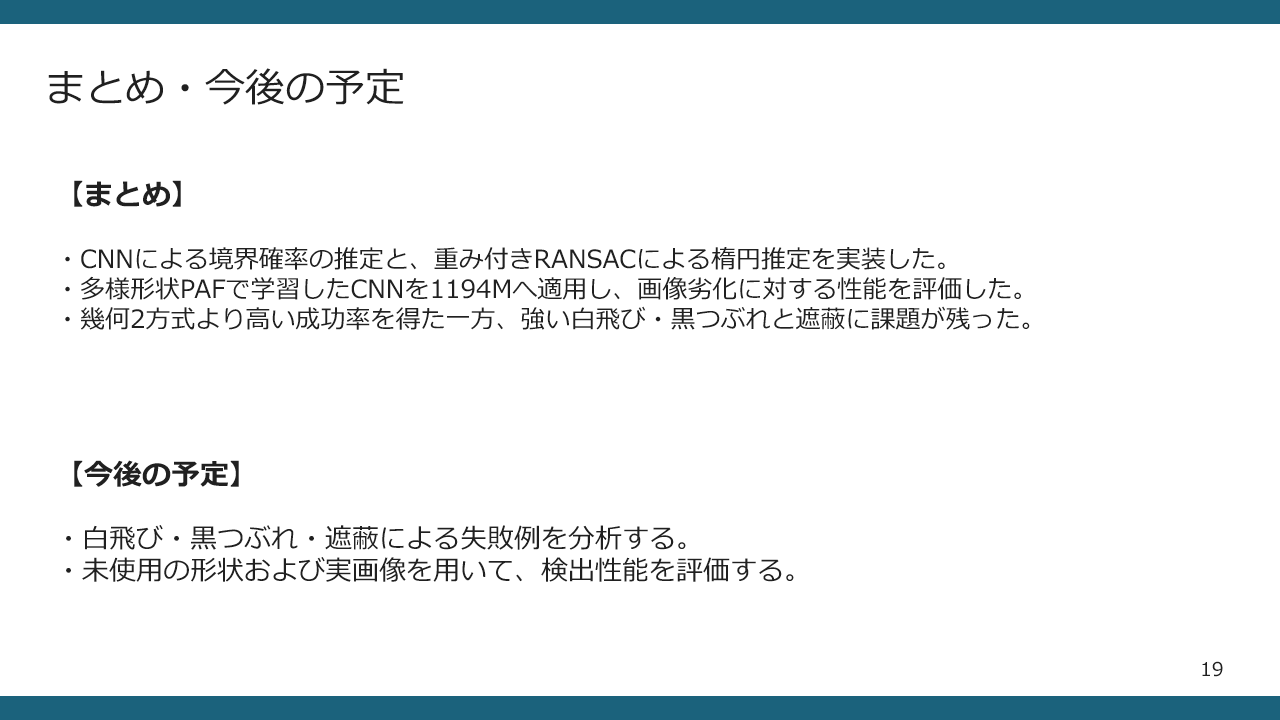 まとめ・今後の予定
【まとめ】
・CNNによる境界確率の推定と、重み付きRANSACによる楕円推定を実装した。
・多様形状PAFで学習したCNNを1194Mへ適用し、画像劣化に対する性能を評価した。
・幾何2方式より高い成功率を得た一方、強い白飛び・黒つぶれと遮蔽に課題が残った。
【今後の予定】
・白飛び・黒つぶれ・遮蔽による失敗例を分析する。
・未使用の形状および実画像を用いて、検出性能を評価する。
19